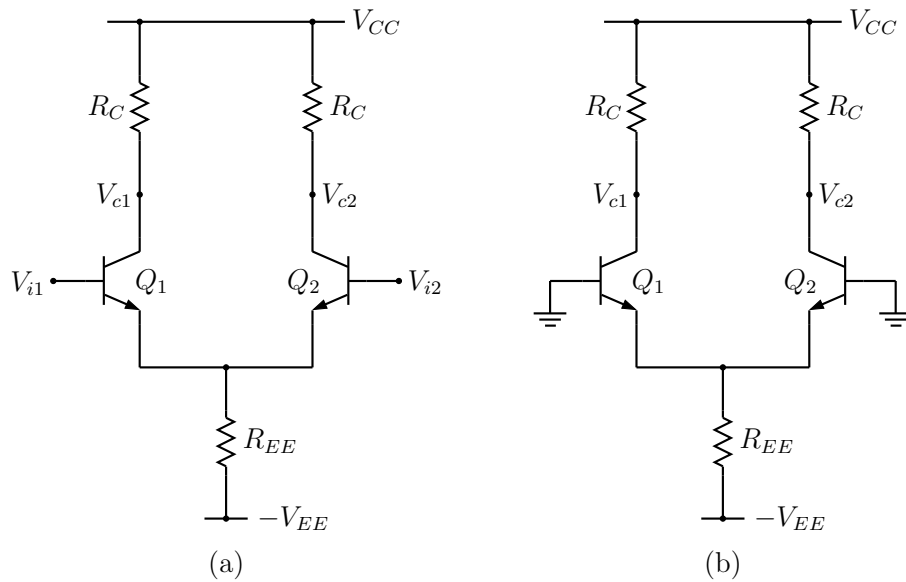 V_{CC} V_{CC}
R_C R_C R_C R_C
V_{c1} V_{c2} V_{c1} V_{c2}
V_{i1} Q_1 Q_2 V_{i2} Q_1 Q_2
R_{EE} R_{EE}
-V_{EE} -V_{EE}
(a) (b)